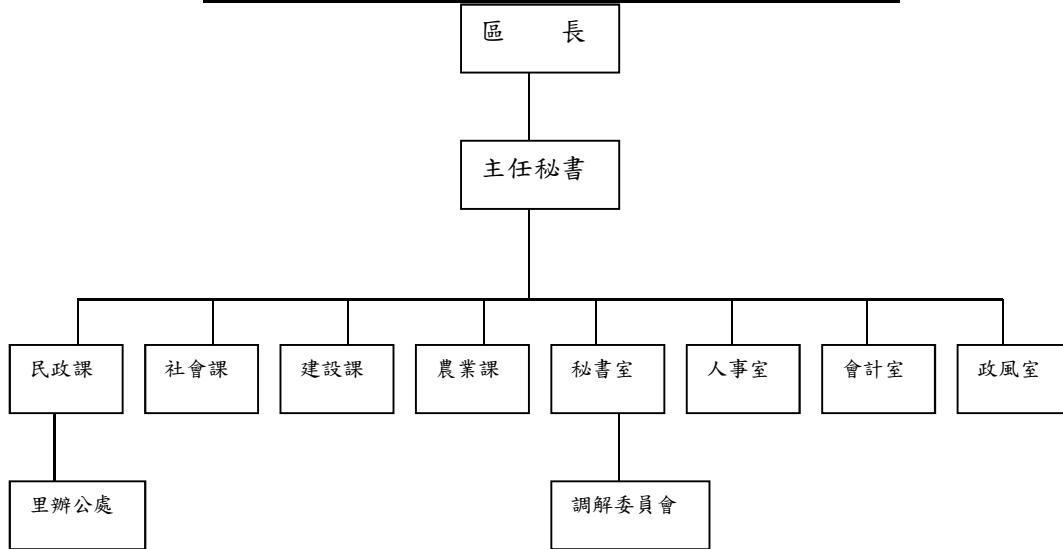 區　　長
主任秘書
民政課
社會課
建設課
農業課
秘書室
人事室
會計室
政風室
里辦公處
調解委員會